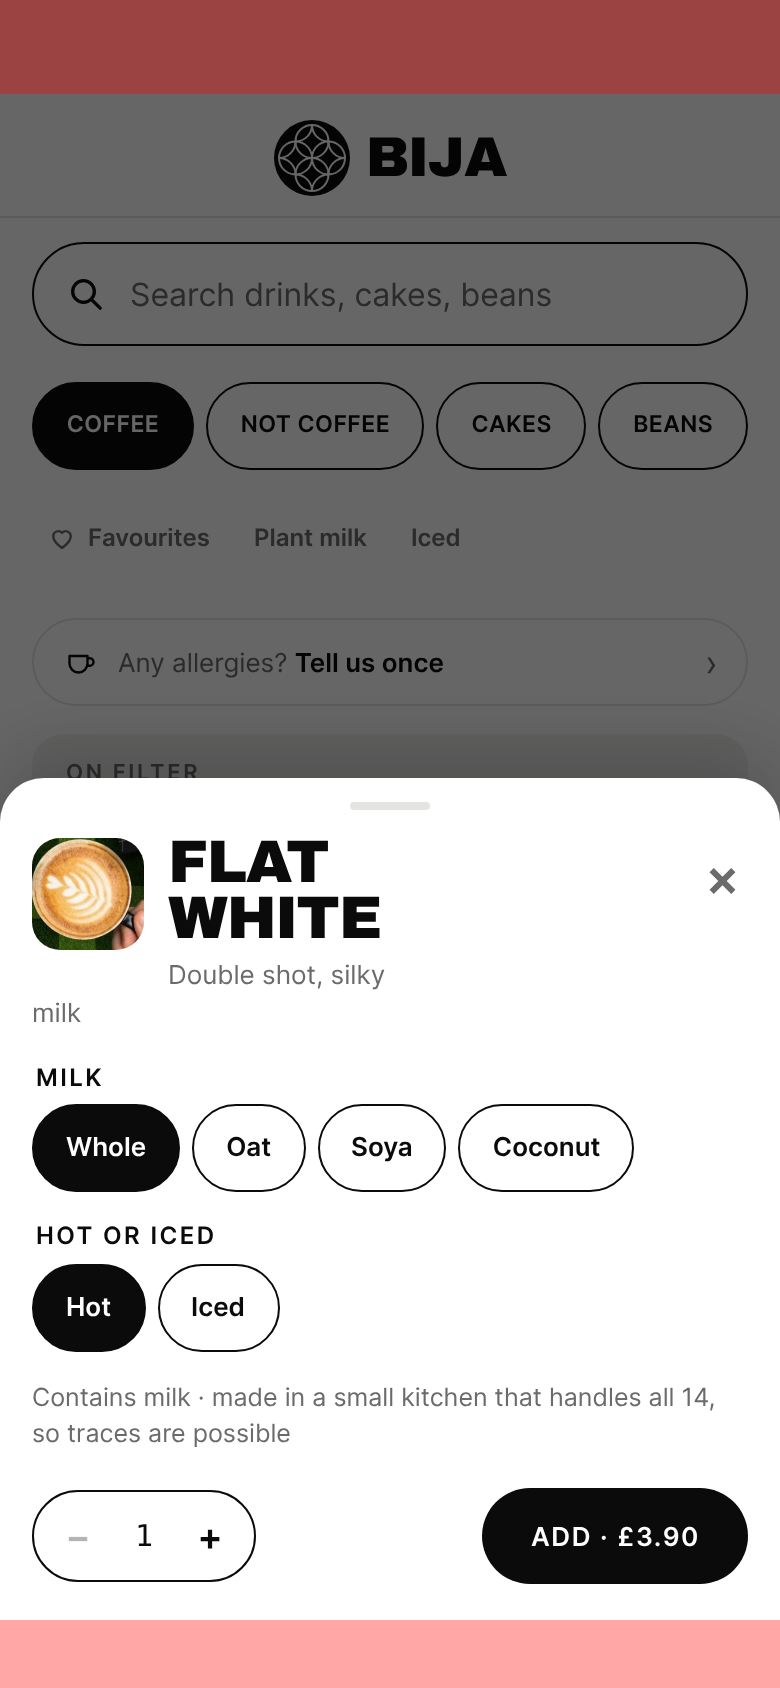 BIJA
Search drinks, cakes, beans
COFFEE NOT COFFEE CAKES BEANS
Favourites Plant milk Iced
Any allergies? Tell us once ›
ON FILTER
FLAT
WHITE
Double shot, silky
milk
MILK
Whole Oat Soya Coconut
HOT OR ICED
Hot Iced
Contains milk · made in a small kitchen that handles all 14,
so traces are possible
− 1 + ADD · £3.90